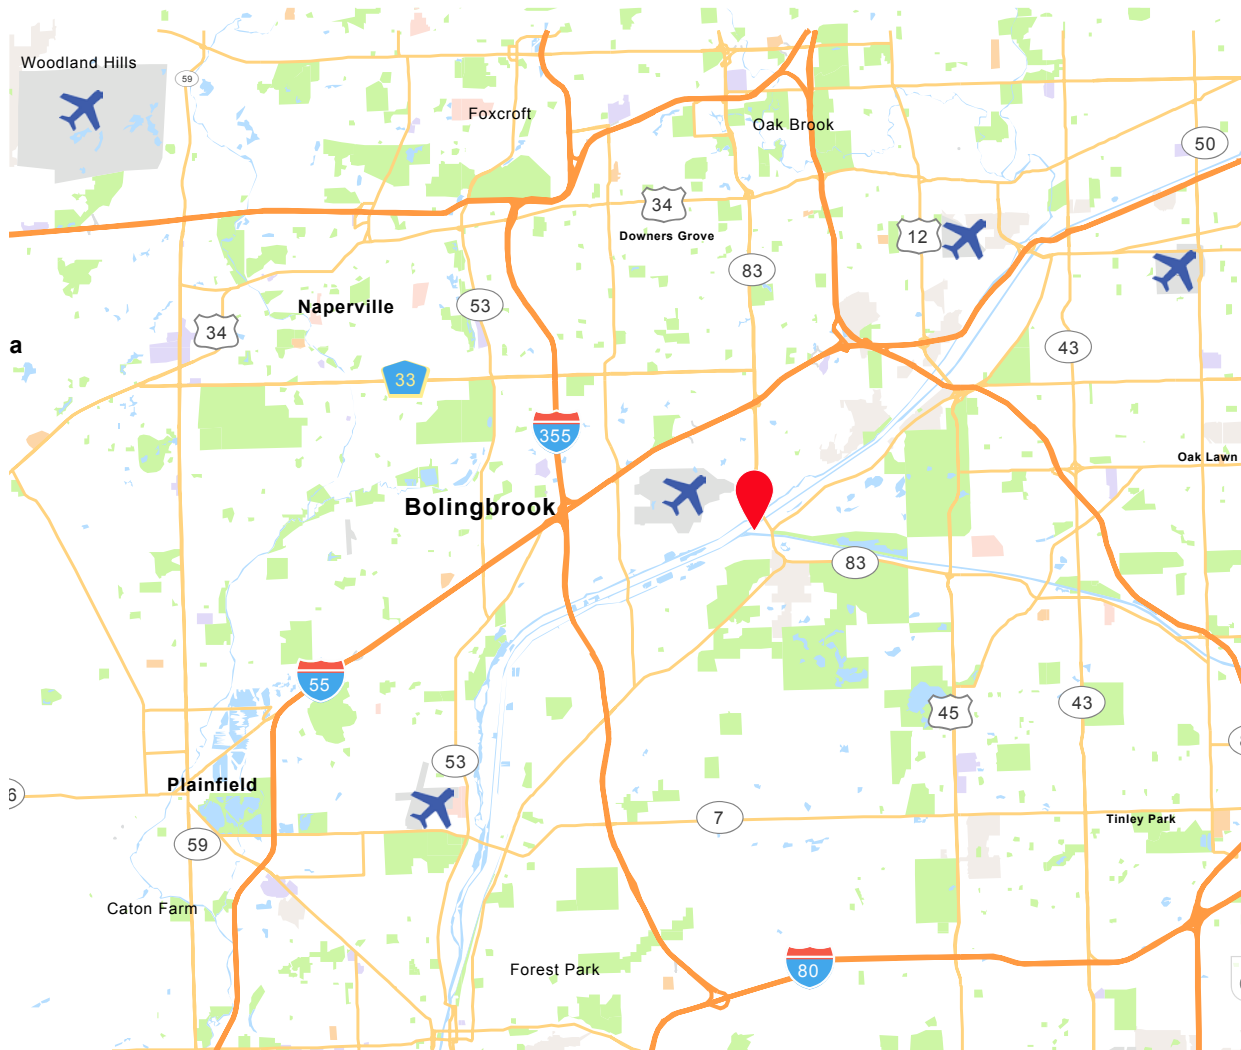 Woodland Hills
59
Foxcroft
Oak Brook
50
34
Downers Grove
12
83
Naperville
53
34
a
43
33
355
Oak Lawn
Bolingbrook
83
55
45
43
53
Plainfield
6
7
Tinley Park
59
Caton Farm
Forest Park
80